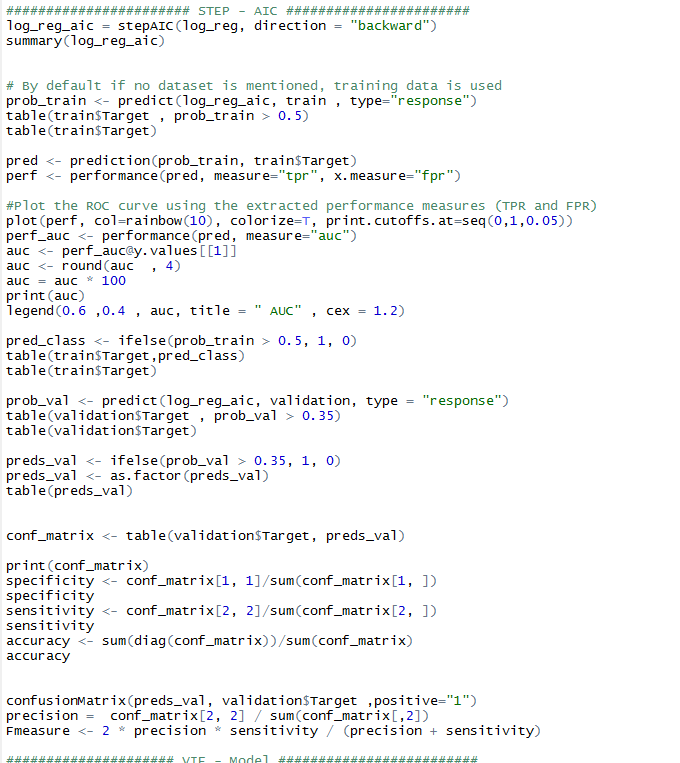 ####################### STEP - AIC #######################
log_reg_aic = stepAIC(log_reg, direction = "backward")
summary(log_reg_aic)
# By default if no dataset is mentioned, training data is used
prob_train <- predict(log_reg_aic, train , type="response")
table(train$Target , prob_train > 0.5)
table(train$Target)
pred <- prediction(prob_train, train$Target)
perf <- performance(pred, measure="tpr", x.measure="fpr")
#Plot the ROC curve using the extracted performance measures (TPR and FPR)
plot(perf, col=rainbow(10), colorize=T, print.cutoffs.at=seq(0,1,0.05))
perf_auc <- performance(pred, measure="auc")
auc <- perf_auc@y.values[[1]]
auc <- round(auc  , 4)
auc = auc * 100
print(auc)
legend(0.6 ,0.4 , auc, title = " AUC" , cex = 1.2)
pred_class <- ifelse(prob_train > 0.5, 1, 0)
table(train$Target,pred_class)
table(train$Target)
prob_val <- predict(log_reg_aic, validation, type = "response")
table(validation$Target , prob_val > 0.35)
table(validation$Target)
preds_val <- ifelse(prob_val > 0.35, 1, 0)
preds_val <- as.factor(preds_val)
table(preds_val)
conf_matrix <- table(validation$Target, preds_val)
print(conf_matrix)
specificity <- conf_matrix[1, 1]/sum(conf_matrix[1, ])
specificity
sensitivity <- conf_matrix[2, 2]/sum(conf_matrix[2, ])
sensitivity
accuracy <- sum(diag(conf_matrix))/sum(conf_matrix)
accuracy
confusionMatrix(preds_val, validation$Target ,positive="1")
precision =  conf_matrix[2, 2] / sum(conf_matrix[,2])
Fmeasure <- 2 * precision * sensitivity / (precision + sensitivity)
##################### VIF - Model #########################